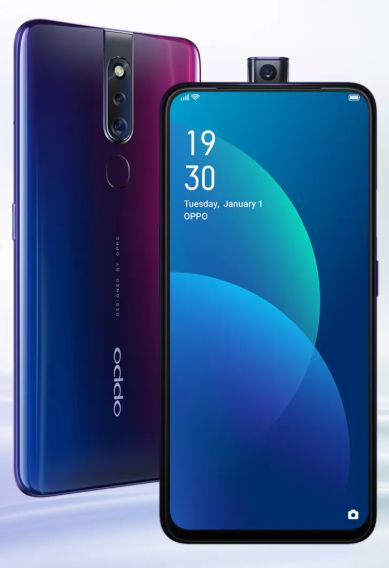 19
30
Tuesday, January 1
OPPO
DESIGNED BY OPPO
oppo